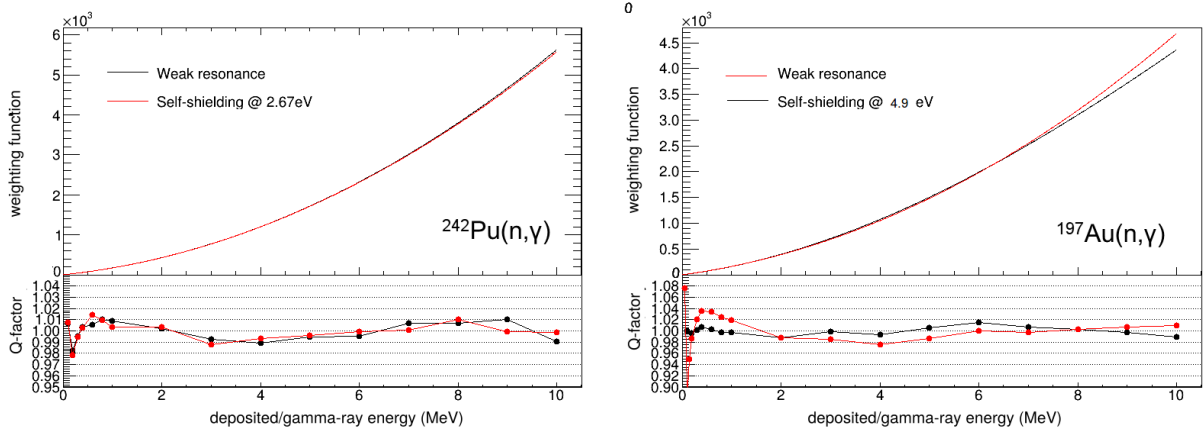 ×10³
6
5
4
3
2
1
0
weighting function
Weak resonance
Self-shielding @ 2.67eV
²⁴²Pu(n,γ)
1.04
1.03
1.02
1.01
1.00
0.99
0.98
0.97
0.96
0.95
Q-factor
0 2 4 6 8 10
deposited/gamma-ray energy (MeV)
0
×10³
4.5
4.0
3.5
3.0
2.5
2.0
1.5
1.0
0.5
0
weighting function
Weak resonance
Self-shielding @ 4.9 eV
¹⁹⁷Au(n,γ)
1.08
1.06
1.04
1.02
1.00
0.98
0.96
0.94
0.92
0.90
Q-factor
0 2 4 6 8 10
deposited/gamma-ray energy (MeV)